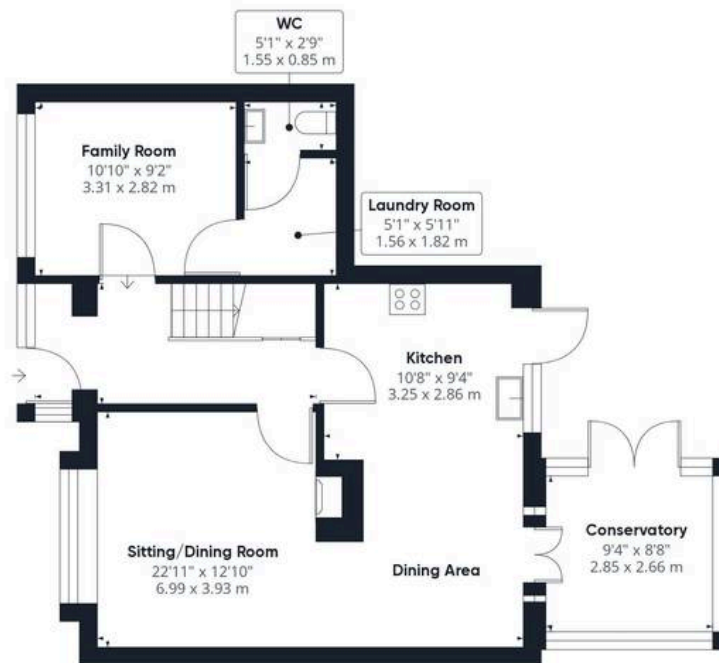 WC
5'1" x 2'9"
1.55 x 0.85 m
Family Room
10'10" x 9'2"
3.31 x 2.82 m
Laundry Room
5'1" x 5'11"
1.56 x 1.82 m
Kitchen
10'8" x 9'4"
3.25 x 2.86 m
Conservatory
9'4" x 8'8"
2.85 x 2.66 m
Sitting/Dining Room
22'11" x 12'10"
6.99 x 3.93 m
Dining Area